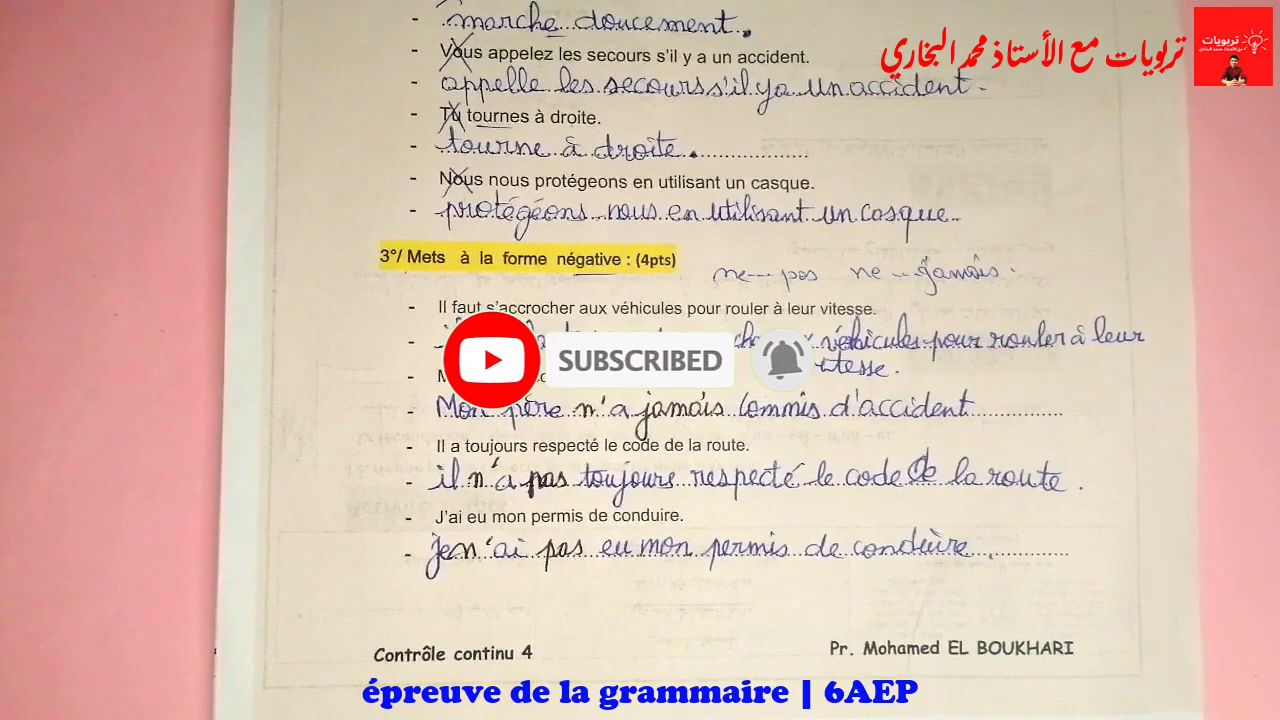 تربويات مع الأستاذ محمد البخاري
تربويات
- marche doucement.
- Vous appelez les secours s'il y a un accident.
- appelle les secours s'il y a un accident.
- Tu tournes à droite.
- tourne à droite.
- Nous nous protégeons en utilisant un casque.
- protégéons nous en utilisant un casque.
3°/ Mets à la forme négative : (4pts)
ne --- pas ne -- jamais.
- Il faut s'accrocher aux véhicules pour rouler à leur vitesse.
- véhicules pour rouler à leur
vitesse.
SUBSCRIBED
- Mon père n'a jamais commis d'accident
- Il a toujours respecté le code de la route.
- il n'a pas toujours respecté le code de la route.
- J'ai eu mon permis de conduire.
- je n'ai pas eu mon permis de conduire
Contrôle continu 4
Pr. Mohamed EL BOUKHARI
épreuve de la grammaire | 6AEP